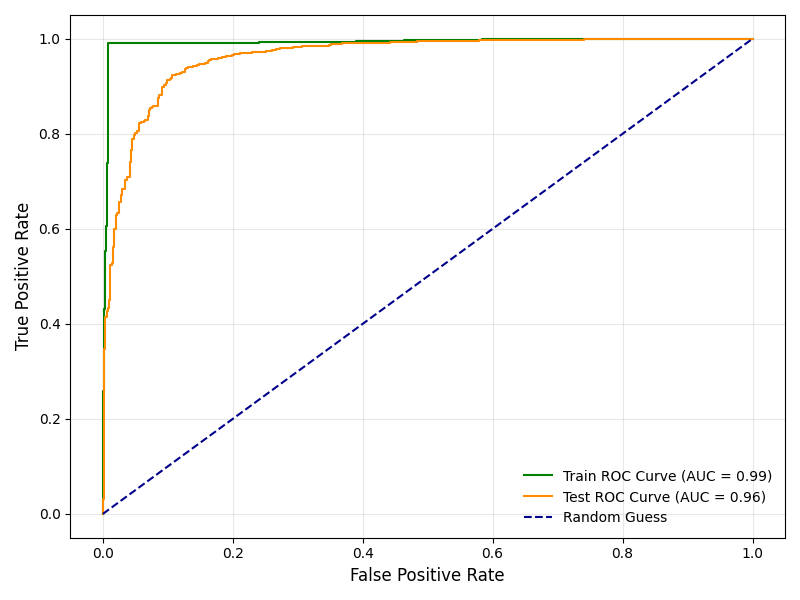 1.0
0.8
0.6
0.4
0.2
0.0
True Positive Rate
Train ROC Curve (AUC = 0.99)
Test ROC Curve (AUC = 0.96)
Random Guess
0.0 0.2 0.4 0.6 0.8 1.0
False Positive Rate